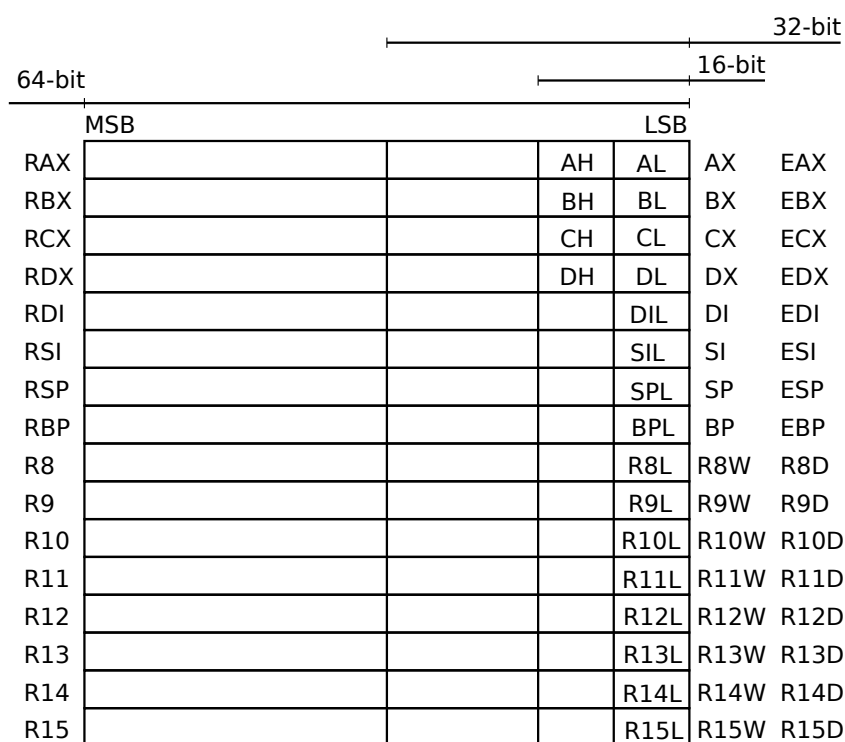 32-bit
16-bit
64-bit
MSB LSB
RAX AH AL AX EAX
RBX BH BL BX EBX
RCX CH CL CX ECX
RDX DH DL DX EDX
RDI DIL DI EDI
RSI SIL SI ESI
RSP SPL SP ESP
RBP BPL BP EBP
R8 R8L R8W R8D
R9 R9L R9W R9D
R10 R10L R10W R10D
R11 R11L R11W R11D
R12 R12L R12W R12D
R13 R13L R13W R13D
R14 R14L R14W R14D
R15 R15L R15W R15D